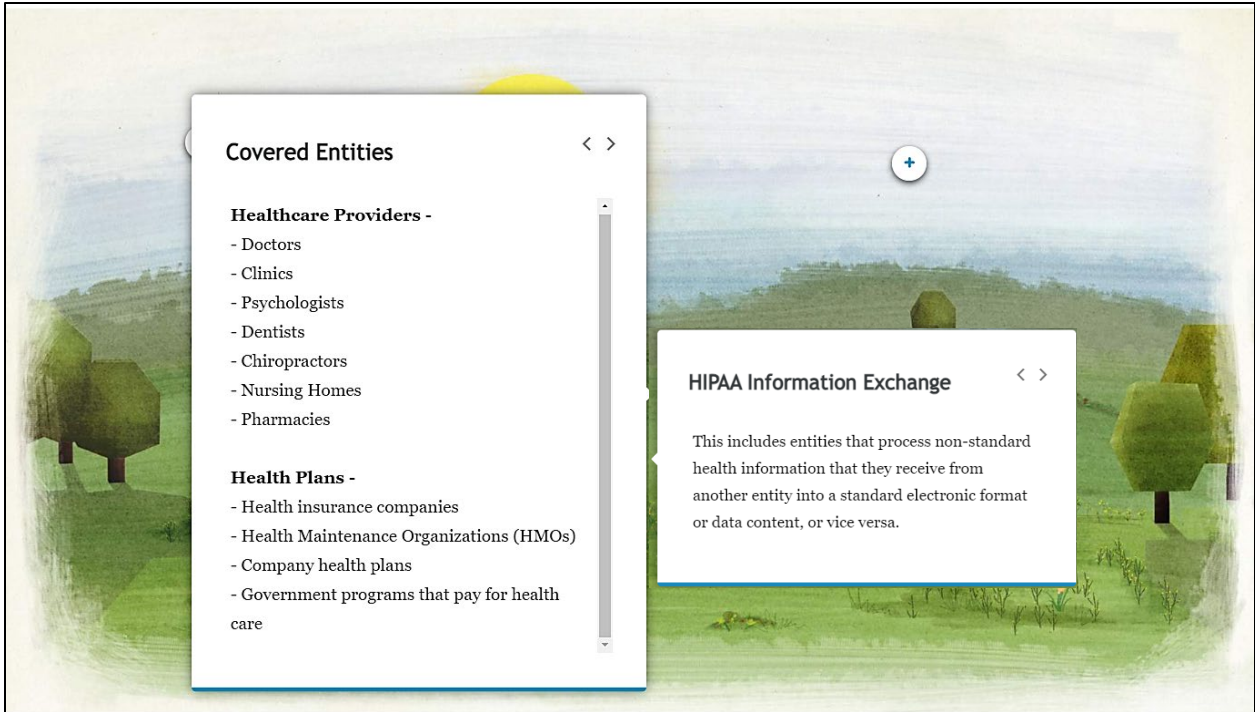 Covered Entities
Healthcare Providers -
- Doctors
- Clinics
- Psychologists
- Dentists
- Chiropractors
- Nursing Homes
- Pharmacies
Health Plans -
- Health insurance companies
- Health Maintenance Organizations (HMOs)
- Company health plans
- Government programs that pay for health
care
HIPAA Information Exchange
This includes entities that process non-standard
health information that they receive from
another entity into a standard electronic format
or data content, or vice versa.